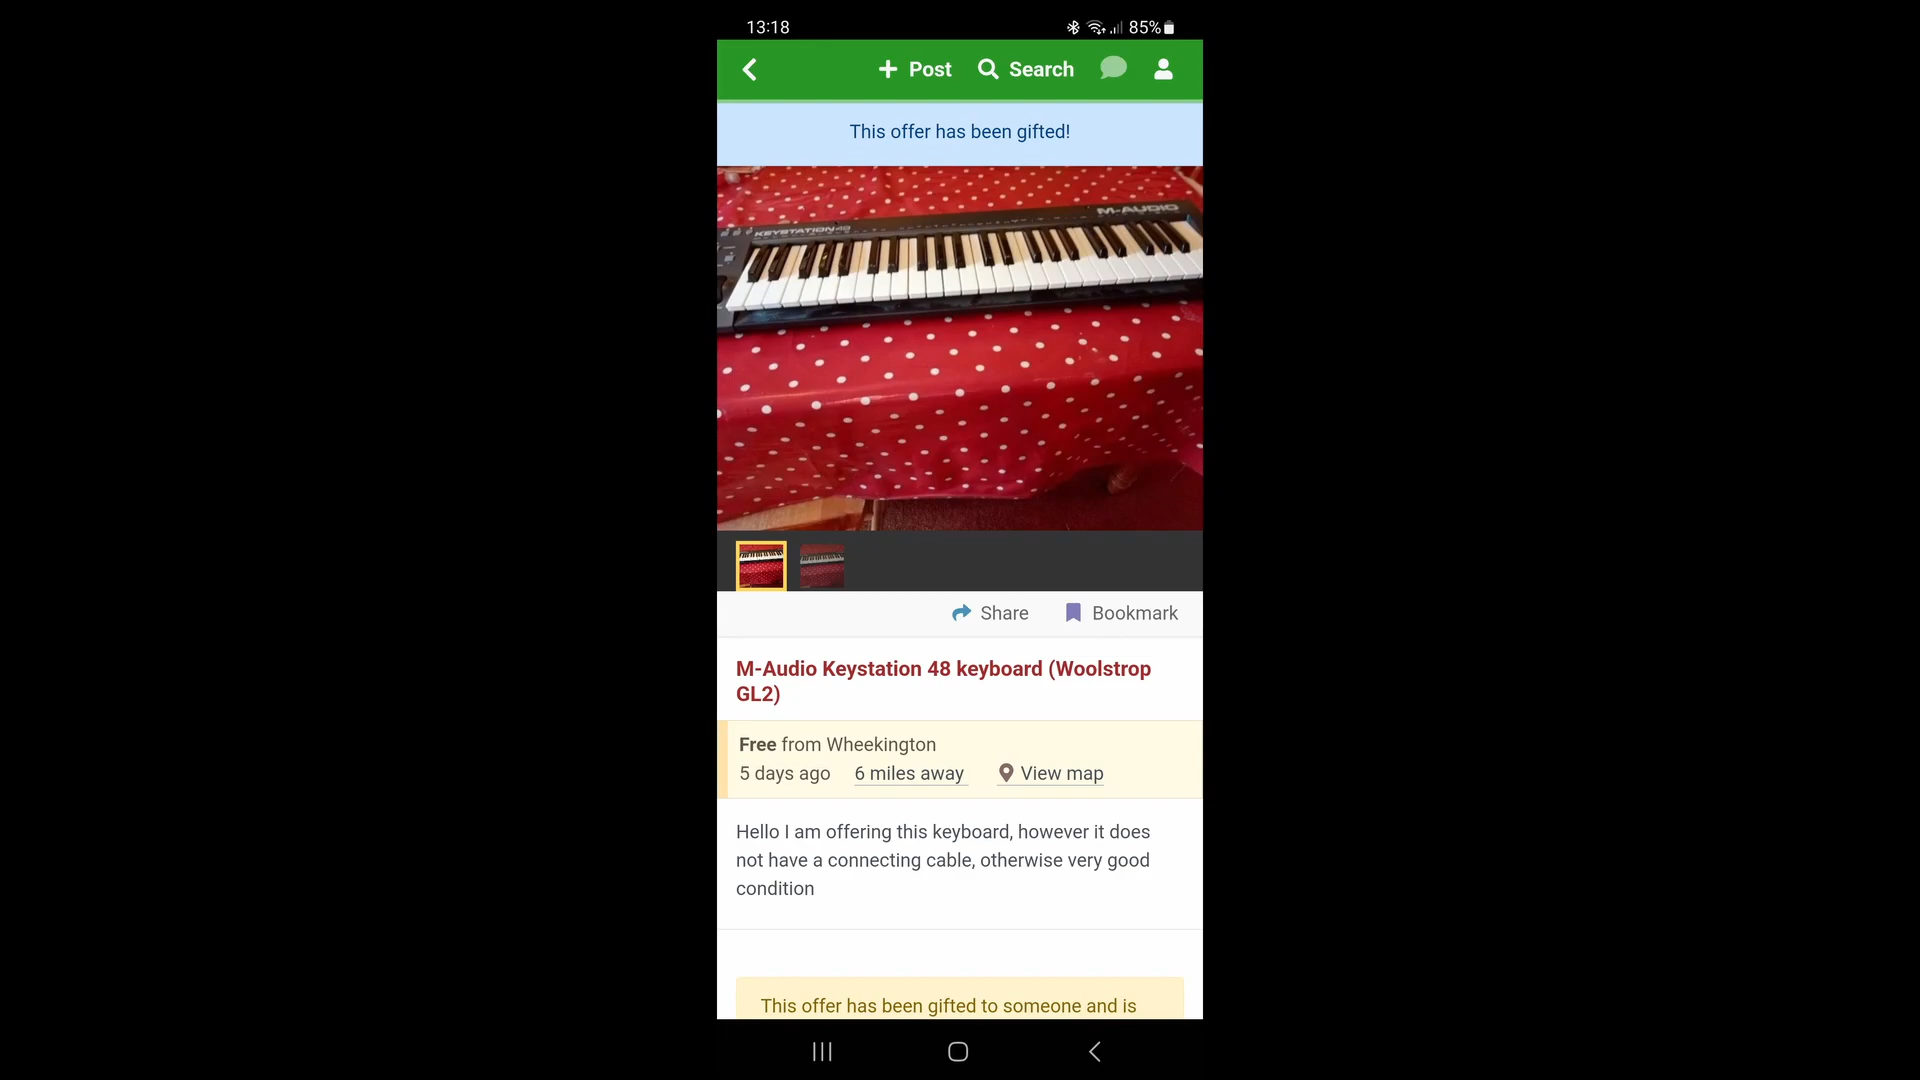 13:18
85%
Post
Search
This offer has been gifted!
M-AUDIO
KEYSTATION 49
Share
Bookmark
M-Audio Keystation 48 keyboard (Woolstrop
GL2)
Free from Wheekington
5 days ago
6 miles away
View map
Hello I am offering this keyboard, however it does
not have a connecting cable, otherwise very good
condition
This offer has been gifted to someone and is